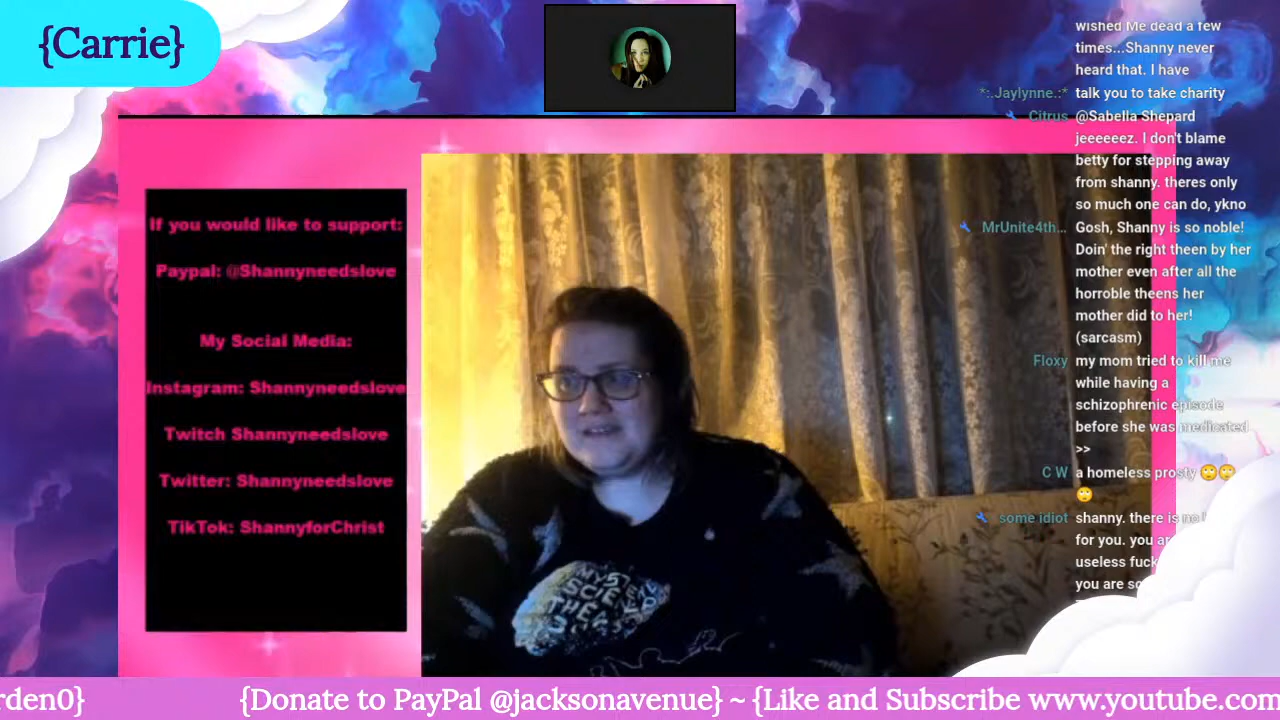 {Carrie}
If you would like to support:
Paypal: @Shannyneedslove
My Social Media:
Instagram: Shannyneedslove
Twitch Shannyneedslove
Twitter: Shannyneedslove
TikTok: ShannyforChrist
MYSTE
SCIE
THE
wished Me dead a few
times...Shanny never
heard that. I have
*:.Jaylynne.:* talk you to take charity
Citrus @Sabella Shepard
jeeeeeez. I don't blame
betty for stepping away
from shanny. theres only
so much one can do, ykno
MrUnite4th... Gosh, Shanny is so noble!
Doin' the right theen by her
mother even after all the
horroble theens her
mother did to her!
(sarcasm)
Floxy my mom tried to kill me
while having a
schizophrenic episode
before she was medicated
>>
C W a homeless prosty 🙄🙄
🙄
some idiot shanny. there is no
for you. you ar
useless fuck
you are so
rden0} {Donate to PayPal @jacksonavenue} ~ {Like and Subscribe www.youtube.com